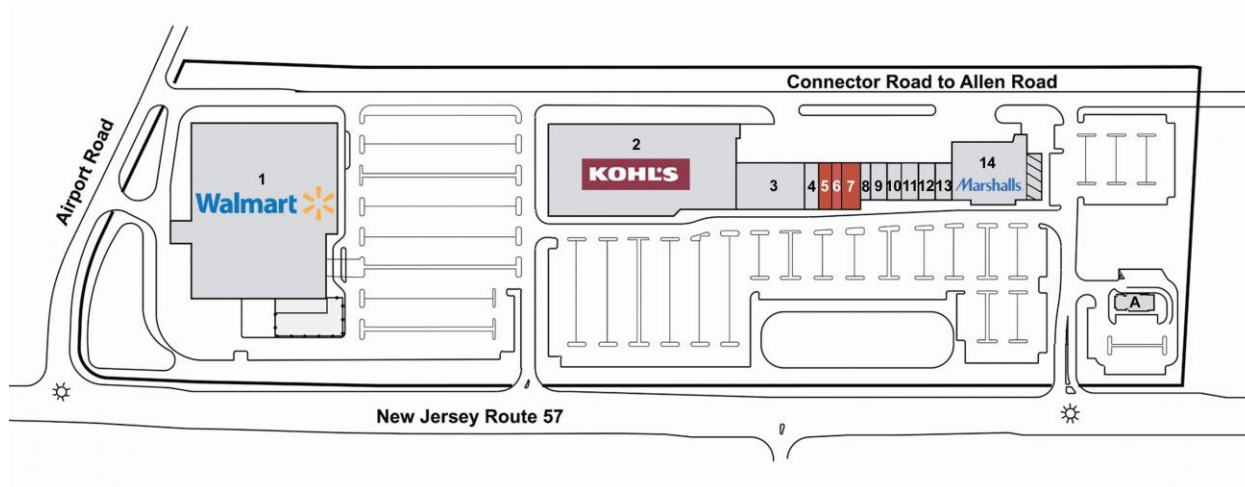 Connector Road to Allen Road
Airport Road
1
Walmart
2
KOHL'S
3
4
5
6
7
8
9
10
11
12
13
14
Marshalls
A
New Jersey Route 57